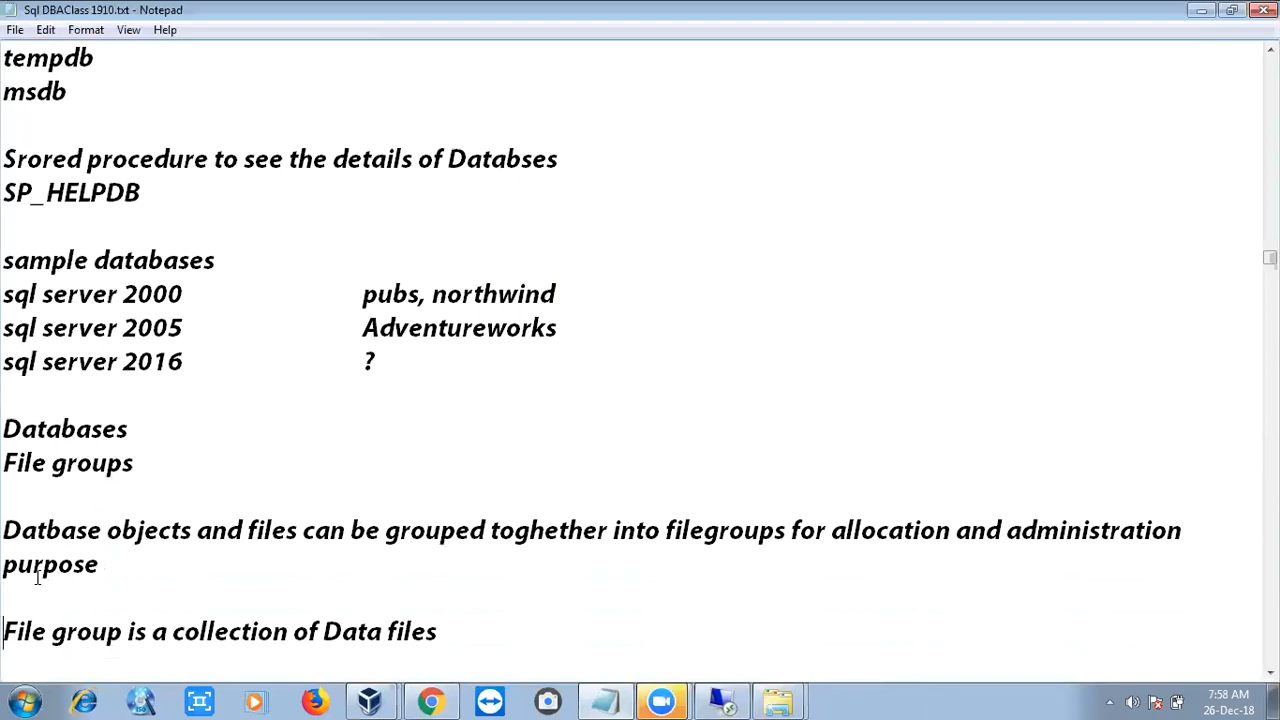 Sql DBAClass 1910.txt - Notepad
File Edit Format View Help
tempdb
msdb
Srored procedure to see the details of Databses
SP_HELPDB
sample databases
sql server 2000 pubs, northwind
sql server 2005 Adventureworks
sql server 2016 ?
Databases
File groups
Datbase objects and files can be grouped toghether into filegroups for allocation and administration
purpose
File group is a collection of Data files
7:58 AM
26-Dec-18